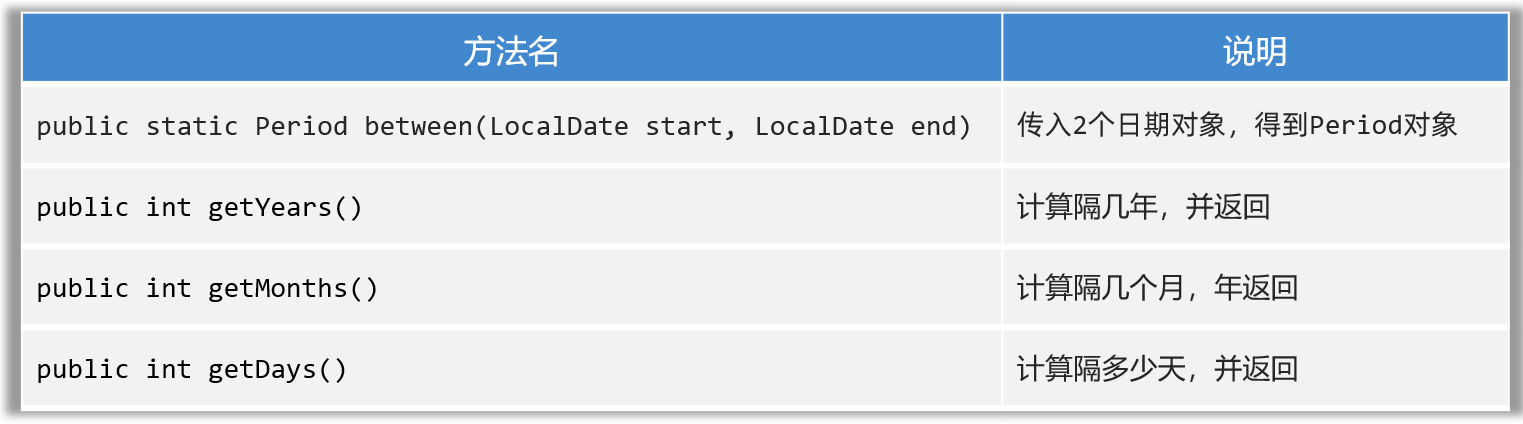 方法名 说明
public static Period between(LocalDate start, LocalDate end) 传入2个日期对象，得到Period对象
public int getYears() 计算隔几年，并返回
public int getMonths() 计算隔几个月，年返回
public int getDays() 计算隔多少天，并返回